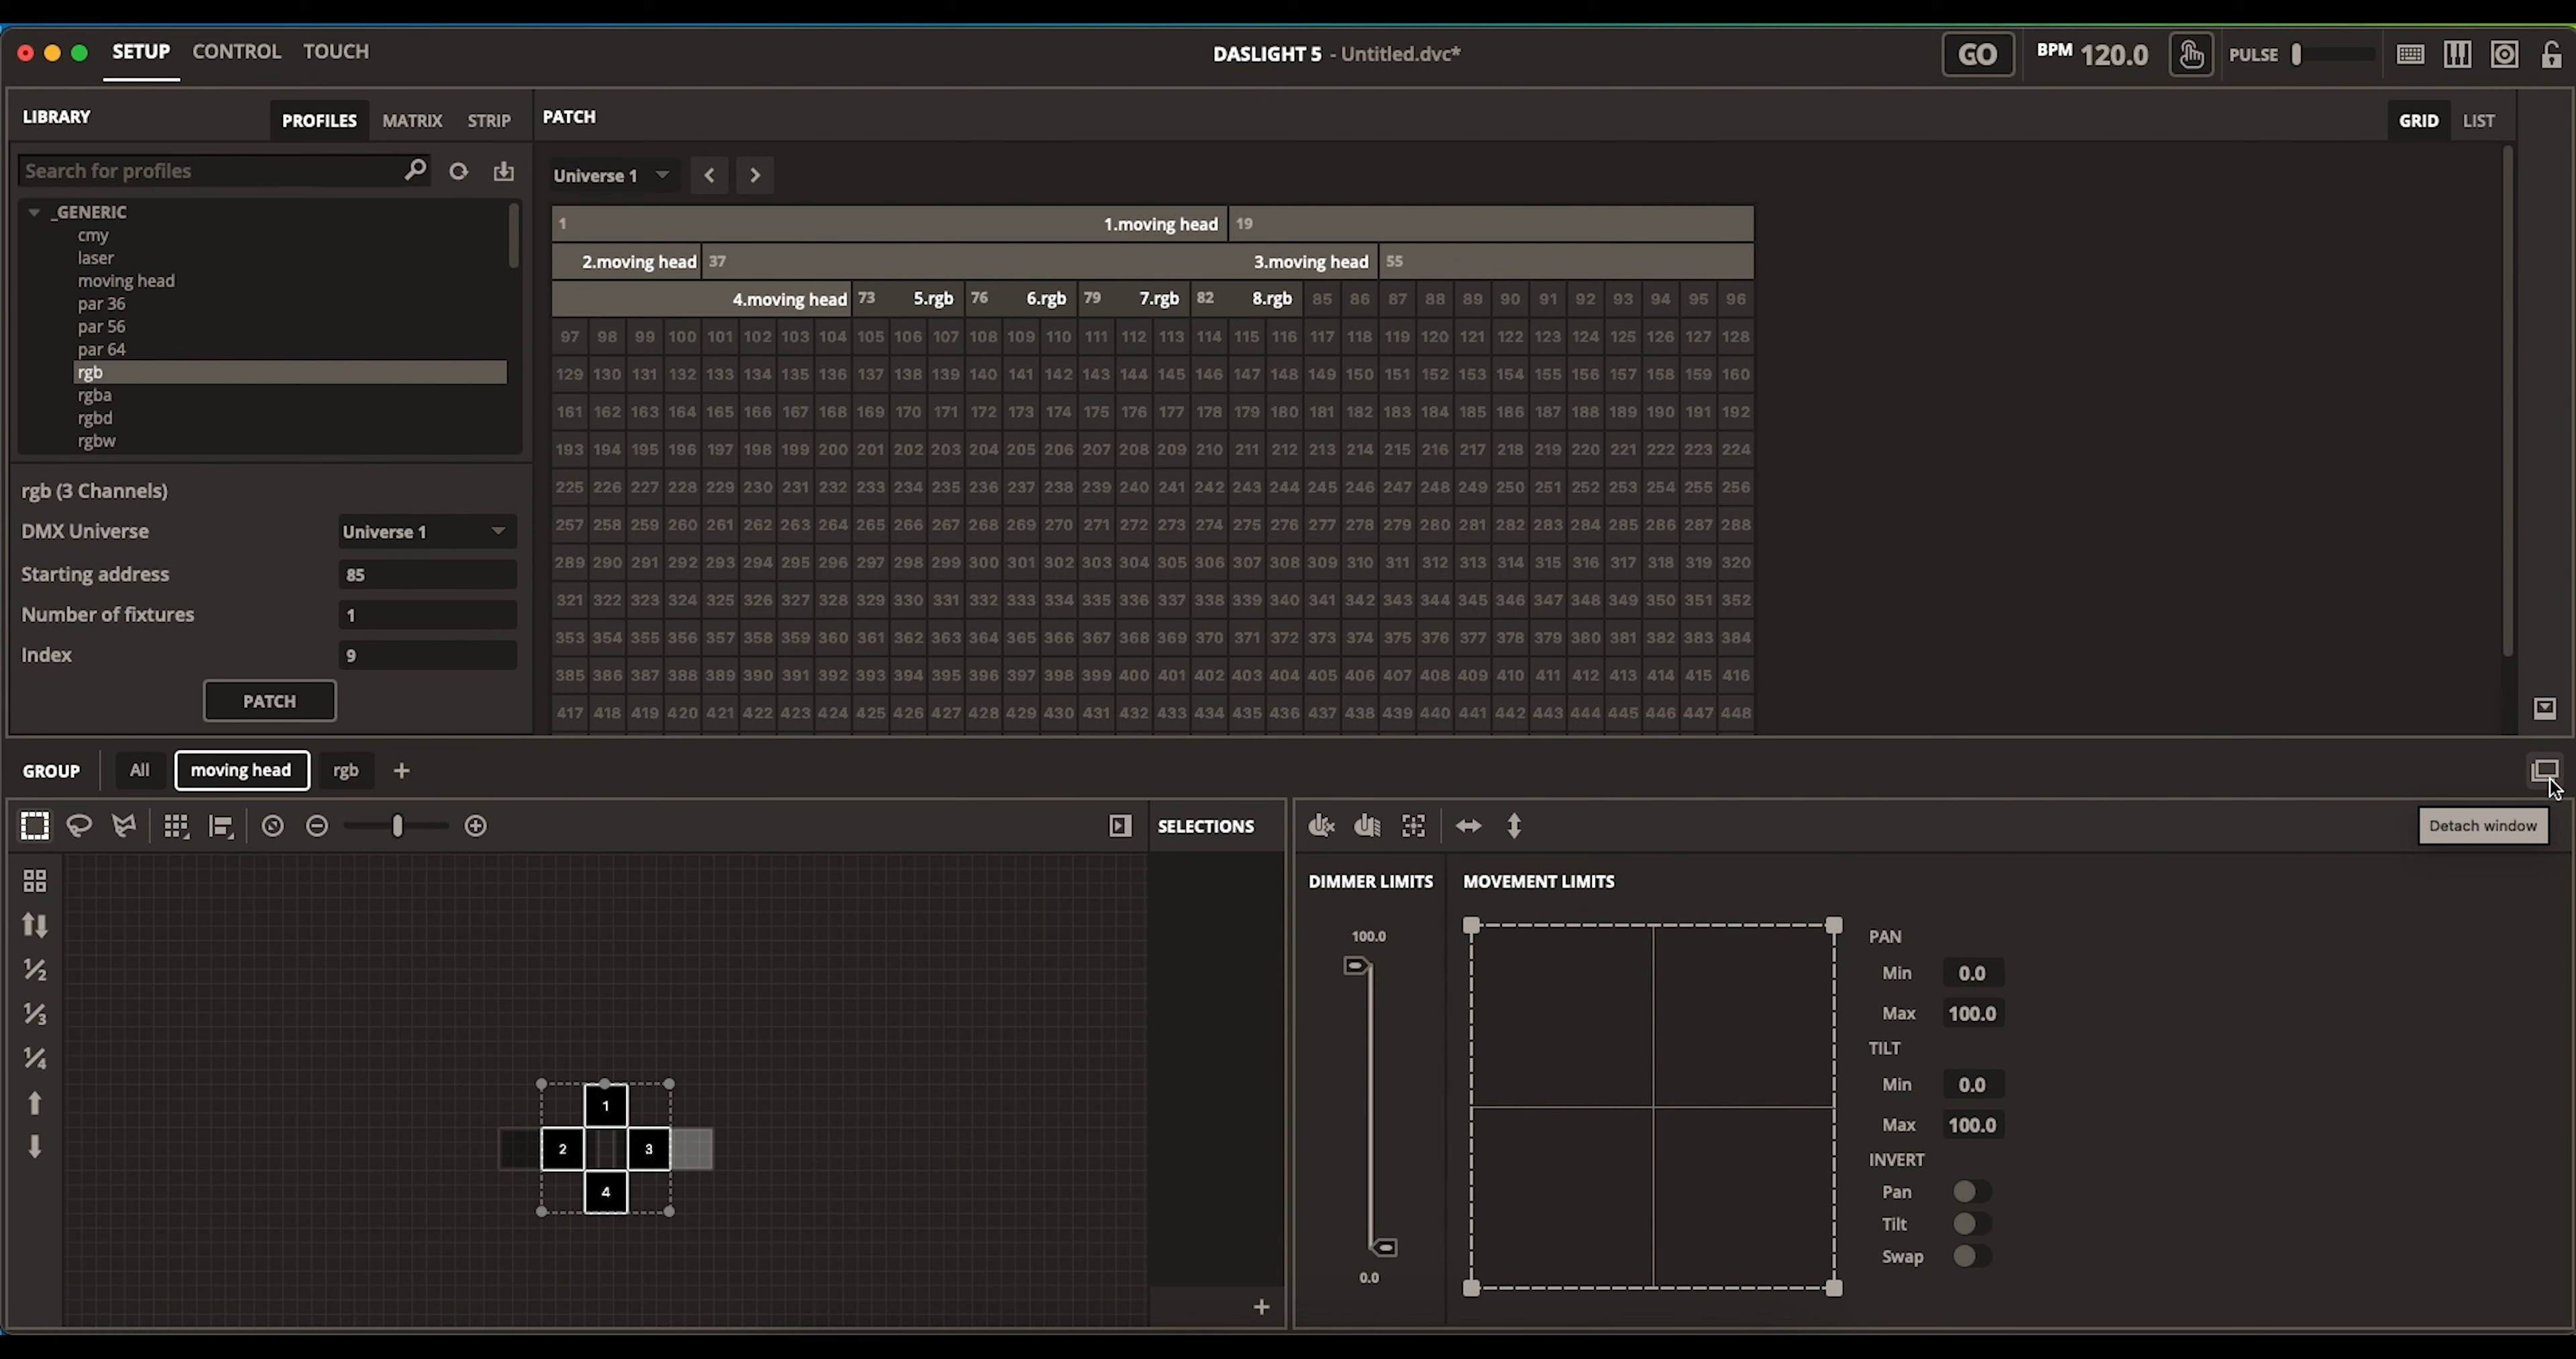 SETUP CONTROL TOUCH DASLIGHT 5 - Untitled.dvc* GO BPM 120.0 PULSE
LIBRARY PROFILES MATRIX STRIP PATCH GRID LIST
Search for profiles
Universe 1
_GENERIC
cmy
laser
moving head
par 36
par 56
par 64
rgb
rgba
rgbd
rgbw
1 1.moving head 19
2.moving head 37 3.moving head 55
4.moving head 73 5.rgb 76 6.rgb 79 7.rgb 82 8.rgb 85 86 87 88 89 90 91 92 93 94 95 96
97 98 99 100 101 102 103 104 105 106 107 108 109 110 111 112 113 114 115 116 117 118 119 120 121 122 123 124 125 126 127 128
129 130 131 132 133 134 135 136 137 138 139 140 141 142 143 144 145 146 147 148 149 150 151 152 153 154 155 156 157 158 159 160
161 162 163 164 165 166 167 168 169 170 171 172 173 174 175 176 177 178 179 180 181 182 183 184 185 186 187 188 189 190 191 192
193 194 195 196 197 198 199 200 201 202 203 204 205 206 207 208 209 210 211 212 213 214 215 216 217 218 219 220 221 222 223 224
225 226 227 228 229 230 231 232 233 234 235 236 237 238 239 240 241 242 243 244 245 246 247 248 249 250 251 252 253 254 255 256
257 258 259 260 261 262 263 264 265 266 267 268 269 270 271 272 273 274 275 276 277 278 279 280 281 282 283 284 285 286 287 288
289 290 291 292 293 294 295 296 297 298 299 300 301 302 303 304 305 306 307 308 309 310 311 312 313 314 315 316 317 318 319 320
321 322 323 324 325 326 327 328 329 330 331 332 333 334 335 336 337 338 339 340 341 342 343 344 345 346 347 348 349 350 351 352
353 354 355 356 357 358 359 360 361 362 363 364 365 366 367 368 369 370 371 372 373 374 375 376 377 378 379 380 381 382 383 384
385 386 387 388 389 390 391 392 393 394 395 396 397 398 399 400 401 402 403 404 405 406 407 408 409 410 411 412 413 414 415 416
417 418 419 420 421 422 423 424 425 426 427 428 429 430 431 432 433 434 435 436 437 438 439 440 441 442 443 444 445 446 447 448
rgb (3 Channels)
DMX Universe Universe 1
Starting address 85
Number of fixtures 1
Index 9
PATCH
GROUP All moving head rgb +
SELECTIONS
Detach window
1/2
1/3
1/4
1
2 3
4
DIMMER LIMITS MOVEMENT LIMITS
100.0
0.0
PAN
Min 0.0
Max 100.0
TILT
Min 0.0
Max 100.0
INVERT
Pan
Tilt
Swap
+